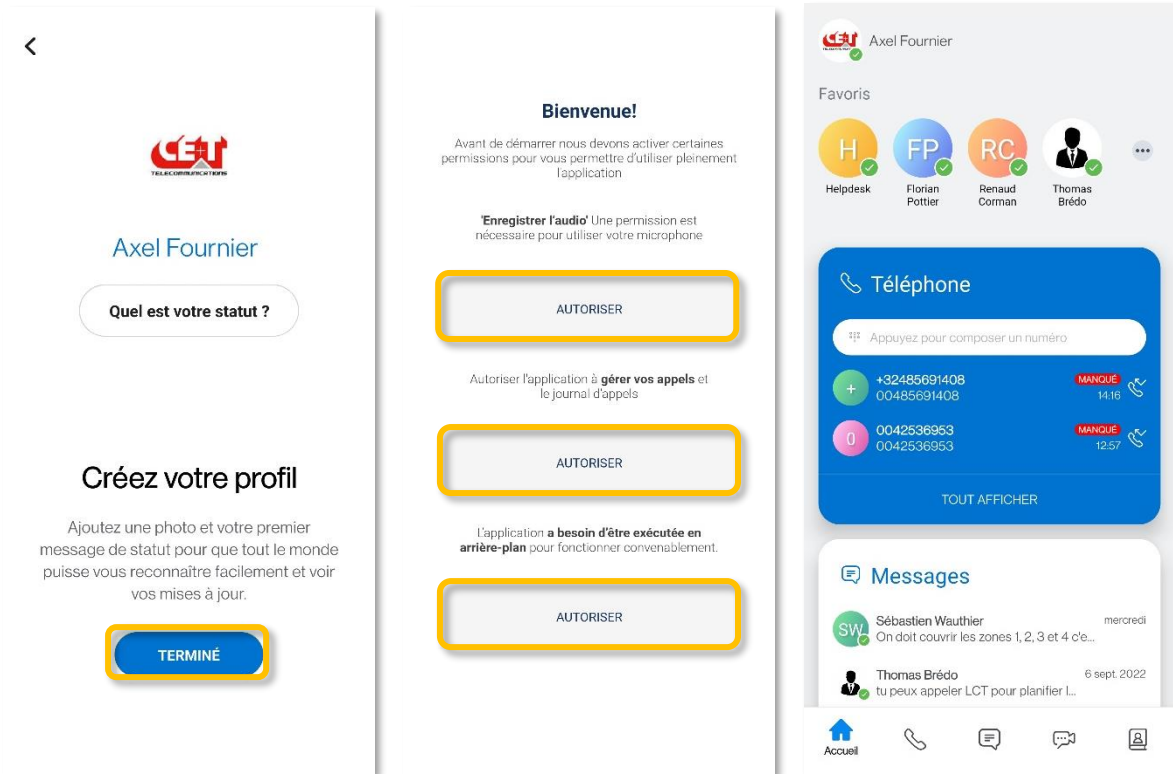 CE+T
TELECOMMUNICATIONS
Axel Fournier
Quel est votre statut ?
Créez votre profil
Ajoutez une photo et votre premier
message de statut pour que tout le monde
puisse vous reconnaître facilement et voir
vos mises à jour.
TERMINÉ
Bienvenue!
Avant de démarrer nous devons activer certaines
permissions pour vous permettre d'utiliser pleinement
l'application
'Enregistrer l'audio' Une permission est
nécessaire pour utiliser votre microphone
AUTORISER
Autoriser l'application à gérer vos appels et
le journal d'appels
AUTORISER
L'application a besoin d'être exécutée en
arrière-plan pour fonctionner convenablement.
AUTORISER
CE+T
Axel Fournier
Favoris
H
FP
RC
Helpdesk
Florian
Pottier
Renaud
Corman
Thomas
Brédo
Téléphone
Appuyez pour composer un numéro
+
+32485691408
MANQUÉ
00485691408
14:16
0
0042536953
MANQUÉ
0042536953
12:57
TOUT AFFICHER
Messages
SW
Sébastien Wauthier
mercredi
On doit couvrir les zones 1, 2, 3 et 4 c'e...
Thomas Brédo
6 sept. 2022
tu peux appeler LCT pour planifier l...
Accueil